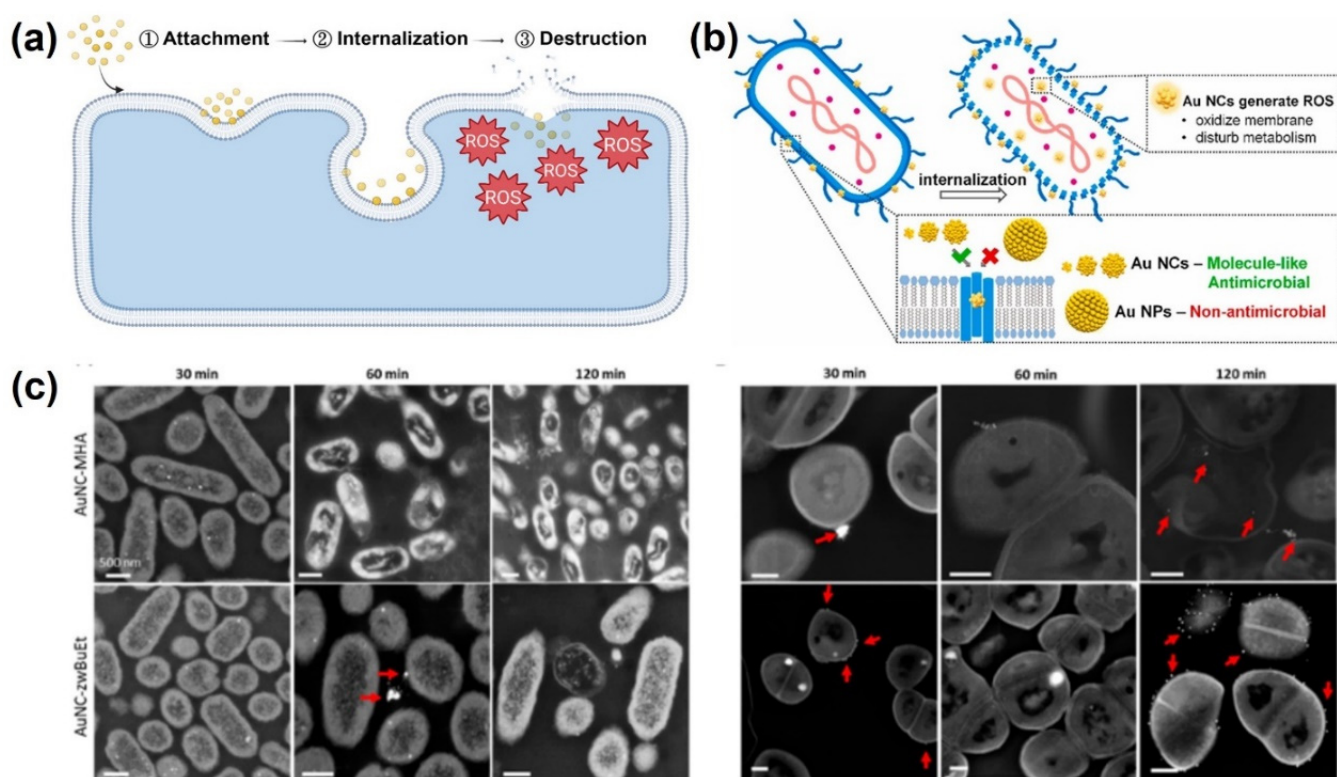 (a)
① Attachment → ② Internalization → ③ Destruction
ROS
ROS
ROS
ROS
ROS
(b)
Au NCs generate ROS
• oxidize membrane
• disturb metabolism
internalization
Au NCs – Molecule-like
Antimicrobial
Au NPs – Non-antimicrobial
(c)
30 min 60 min 120 min 30 min 60 min 120 min
AuNC-MHA
500 nm
AuNC-zwBuEt